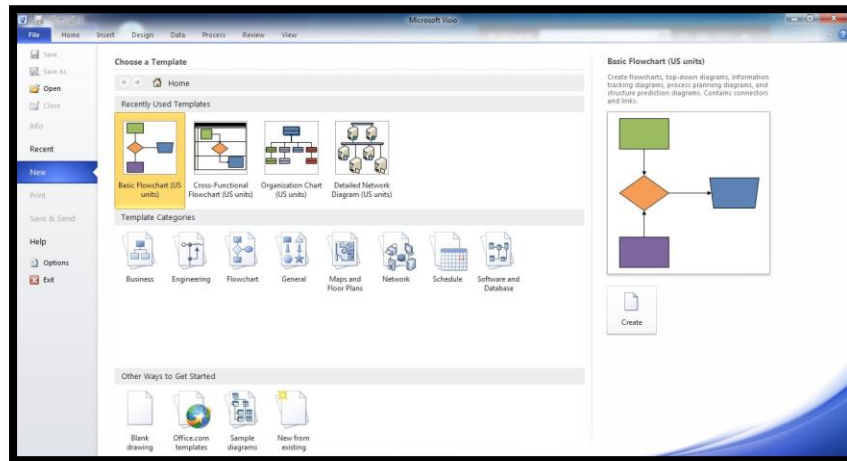 Microsoft Visio
File Home Insert Design Data Process Review View
Save
Save As
Open
Close
Info
Recent
New
Print
Save & Send
Help
Options
Exit
Choose a Template
Home
Recently Used Templates
Basic Flowchart (US
units)
Cross-Functional
Flowchart (US units)
Organization Chart
(US units)
Detailed Network
Diagram (US units)
Template Categories
Business
Engineering
Flowchart
General
Maps and
Floor Plans
Network
Schedule
Software and
Database
Other Ways to Get Started
Blank
drawing
Office.com
templates
Sample
diagrams
New from
existing
Basic Flowchart (US units)
Create flowcharts, top-down diagrams, information
tracking diagrams, process planning diagrams, and
structure prediction diagrams. Contains connectors
and links.
Create